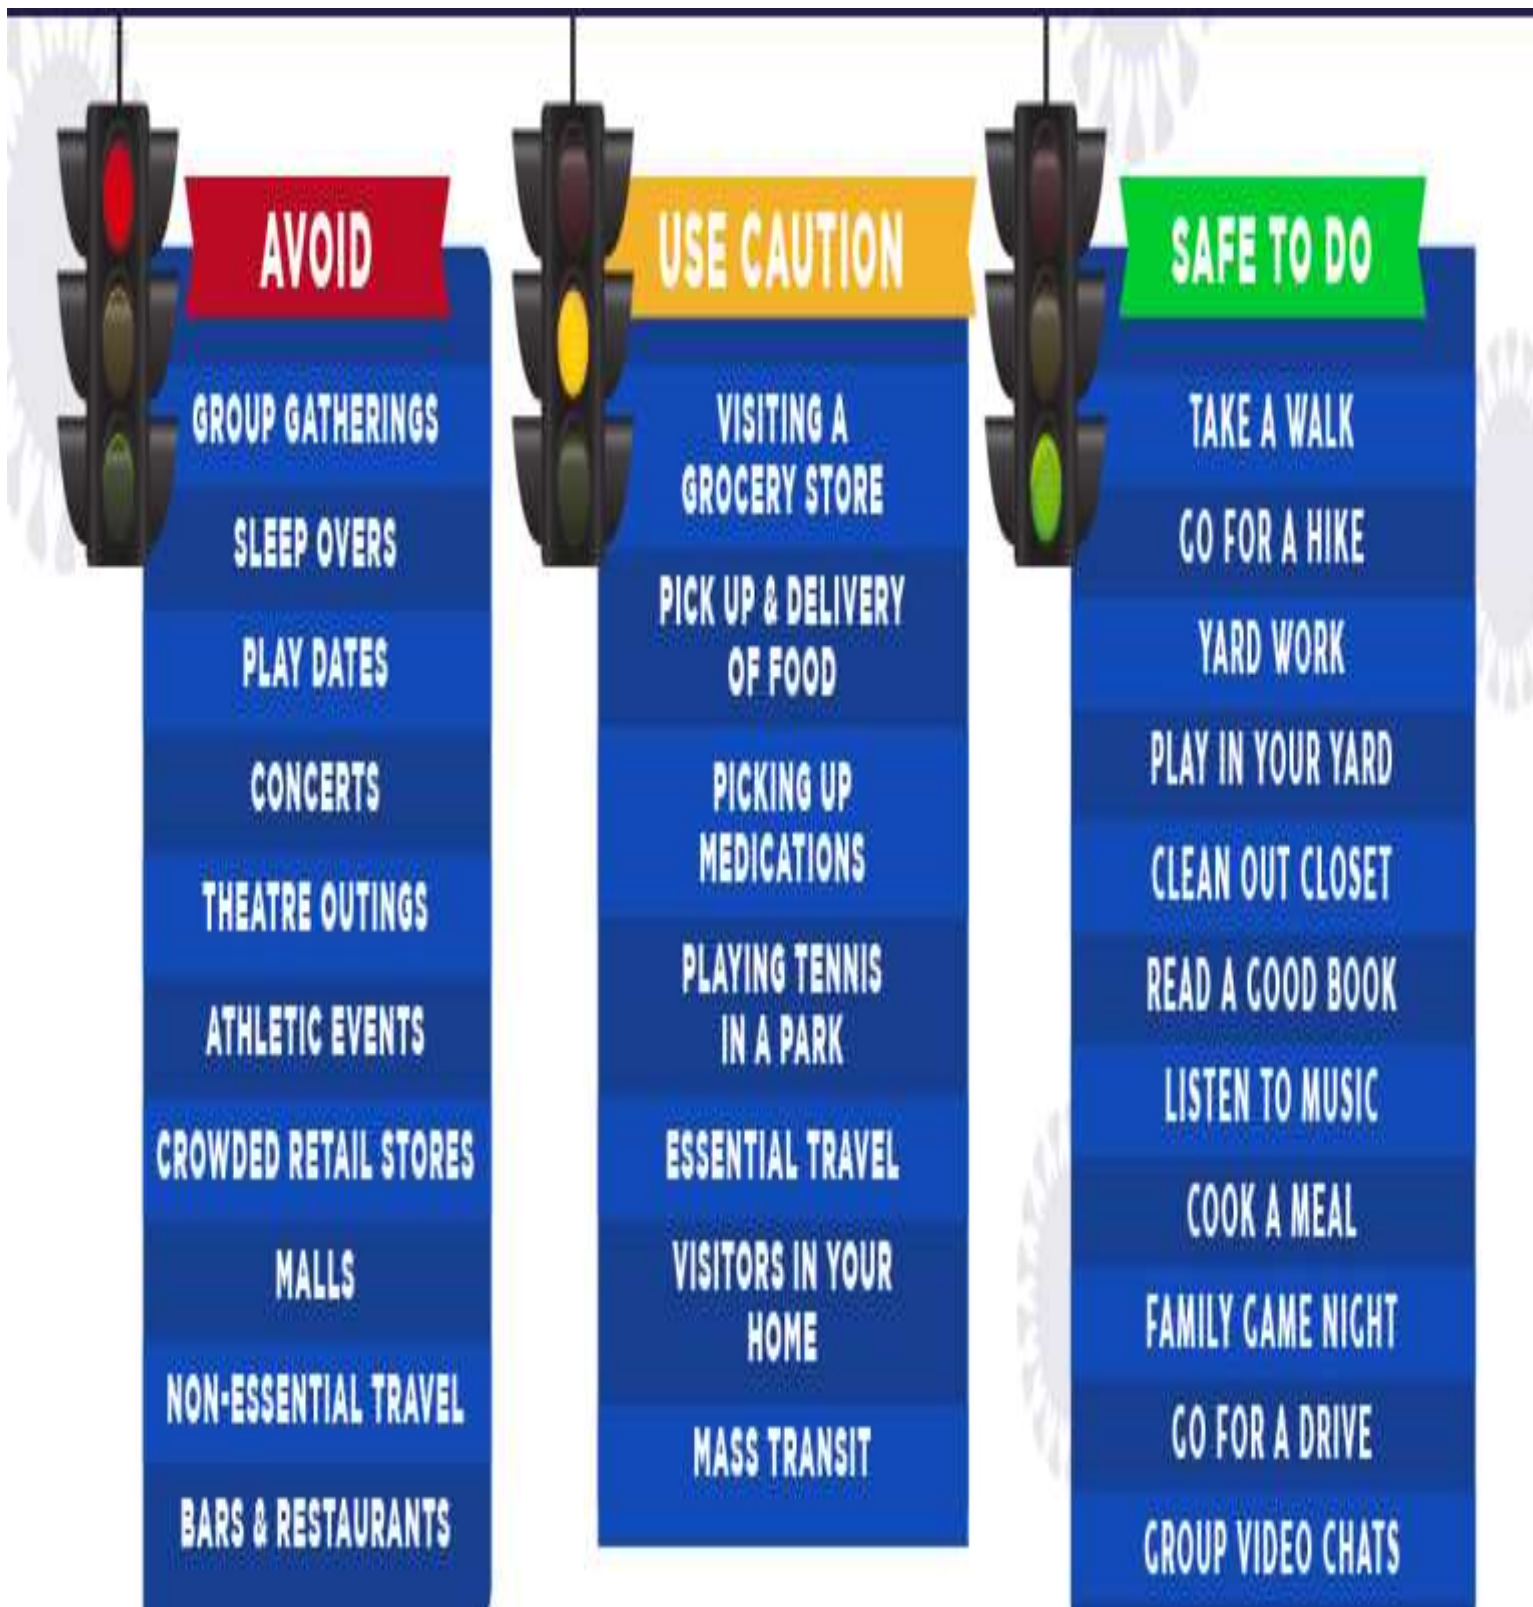 AVOID
GROUP GATHERINGS
SLEEP OVERS
PLAY DATES
CONCERTS
THEATRE OUTINGS
ATHLETIC EVENTS
CROWDED RETAIL STORES
MALLS
NON-ESSENTIAL TRAVEL
BARS & RESTAURANTS
USE CAUTION
VISITING A
GROCERY STORE
PICK UP & DELIVERY
OF FOOD
PICKING UP
MEDICATIONS
PLAYING TENNIS
IN A PARK
ESSENTIAL TRAVEL
VISITORS IN YOUR
HOME
MASS TRANSIT
SAFE TO DO
TAKE A WALK
GO FOR A HIKE
YARD WORK
PLAY IN YOUR YARD
CLEAN OUT CLOSET
READ A GOOD BOOK
LISTEN TO MUSIC
COOK A MEAL
FAMILY GAME NIGHT
GO FOR A DRIVE
GROUP VIDEO CHATS